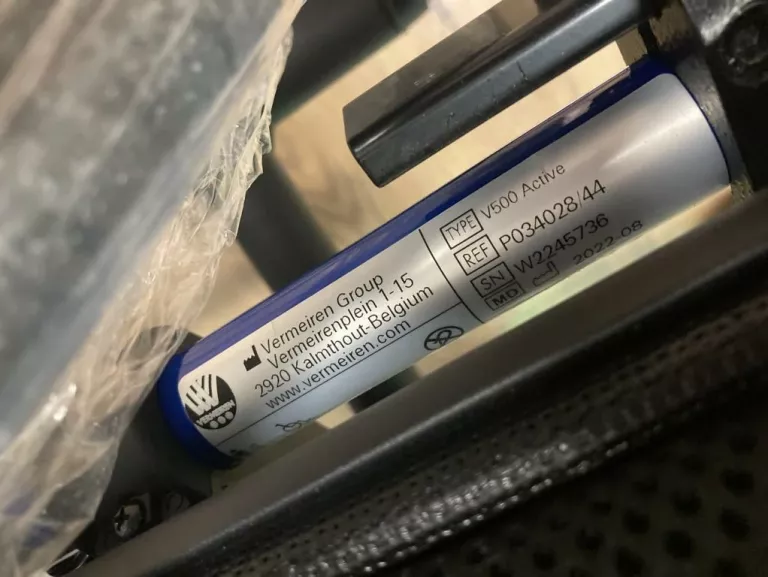 VERMEIREN
Vermeiren Group
Vermeirenplein 1-15
2920 Kalmthout-Belgium
www.vermeiren.com
TYPE V500 Active
REF P034028/44
SN W2245736
MD 2022-08